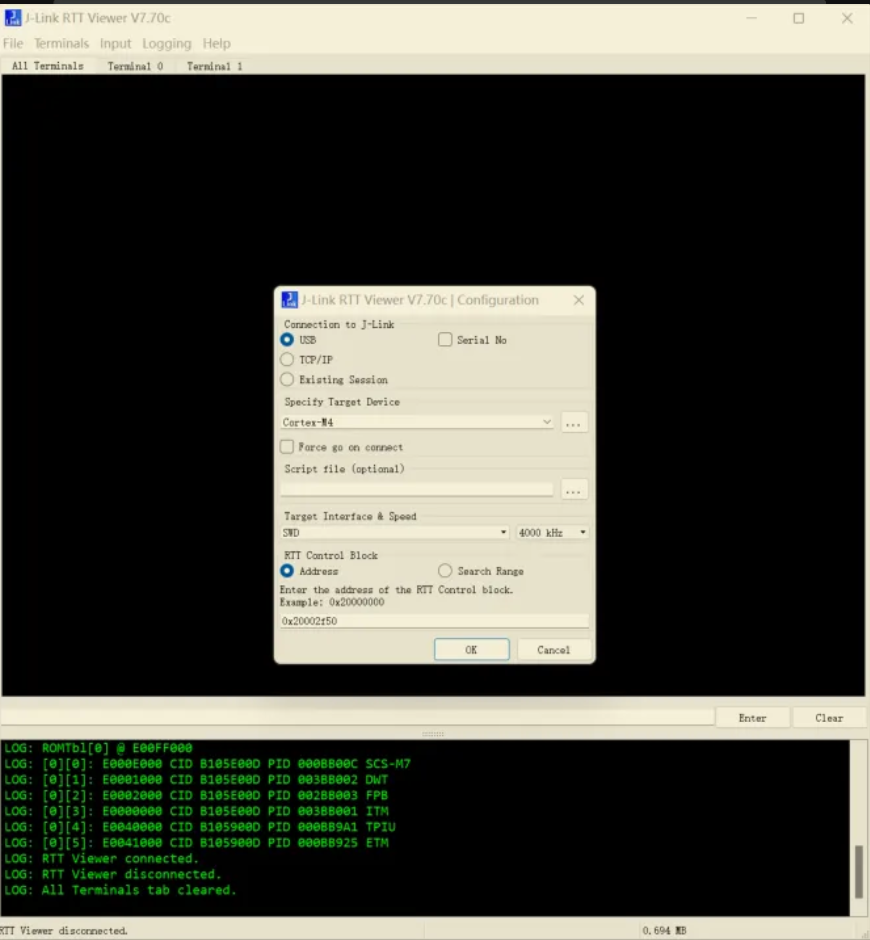 J-Link RTT Viewer V7.70c
File Terminals Input Logging Help
All Terminals Terminal 0 Terminal 1
J-Link RTT Viewer V7.70c | Configuration
Connection to J-Link
USB Serial No
TCP/IP
Existing Session
Specify Target Device
Cortex-M4 ...
Force go on connect
Script file (optional)
...
Target Interface & Speed
SWD 4000 kHz
RTT Control Block
Address Search Range
Enter the address of the RTT Control block.
Example: 0x20000000
0x20002f50
OK Cancel
Enter Clear
LOG: ROMTbl[0] @ E00FF000
LOG: [0][0]: E000E000 CID B105E00D PID 000BB00C SCS-M7
LOG: [0][1]: E0001000 CID B105E00D PID 003BB002 DWT
LOG: [0][2]: E0002000 CID B105E00D PID 002BB003 FPB
LOG: [0][3]: E0000000 CID B105E00D PID 003BB001 ITM
LOG: [0][4]: E0040000 CID B105900D PID 000BB9A1 TPIU
LOG: [0][5]: E0041000 CID B105900D PID 000BB925 ETM
LOG: RTT Viewer connected.
LOG: RTT Viewer disconnected.
LOG: All Terminals tab cleared.
RTT Viewer disconnected. 0.694 MB